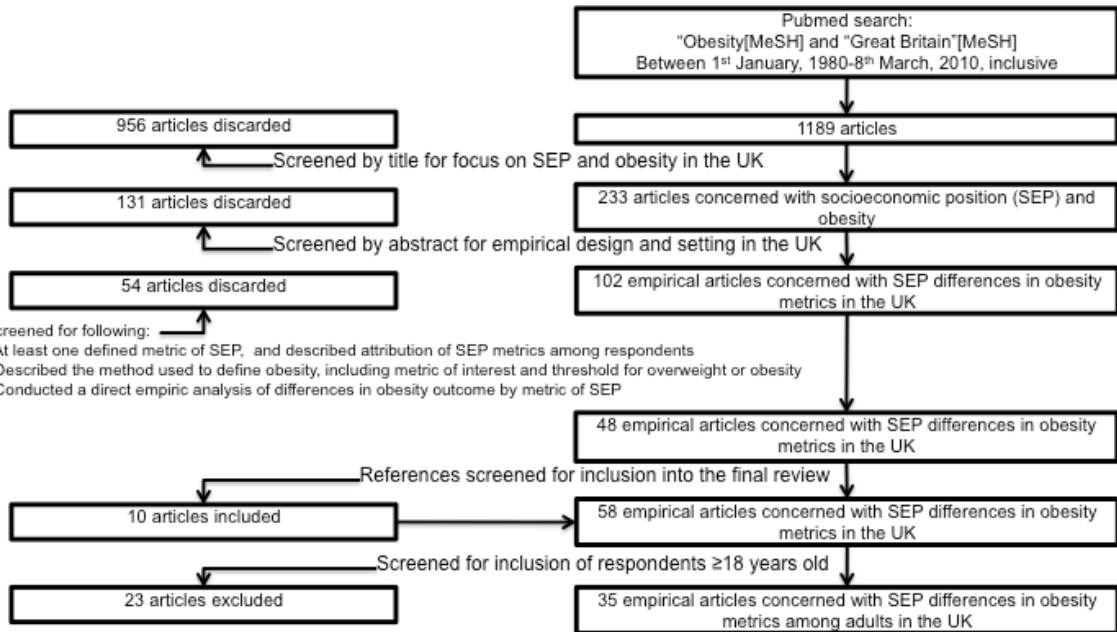 Pubmed search:
“Obesity[MeSH] and “Great Britain”[MeSH]
Between 1st January, 1980-8th March, 2010, inclusive
956 articles discarded
1189 articles
Screened by title for focus on SEP and obesity in the UK
131 articles discarded
233 articles concerned with socioeconomic position (SEP) and
obesity
Screened by abstract for empirical design and setting in the UK
54 articles discarded
102 empirical articles concerned with SEP differences in obesity
metrics in the UK
creened for following:
At least one defined metric of SEP, and described attribution of SEP metrics among respondents
Described the method used to define obesity, including metric of interest and threshold for overweight or obesity
Conducted a direct empiric analysis of differences in obesity outcome by metric of SEP
48 empirical articles concerned with SEP differences in obesity
metrics in the UK
References screened for inclusion into the final review
10 articles included
58 empirical articles concerned with SEP differences in obesity
metrics in the UK
Screened for inclusion of respondents ≥18 years old
23 articles excluded
35 empirical articles concerned with SEP differences in obesity
metrics among adults in the UK